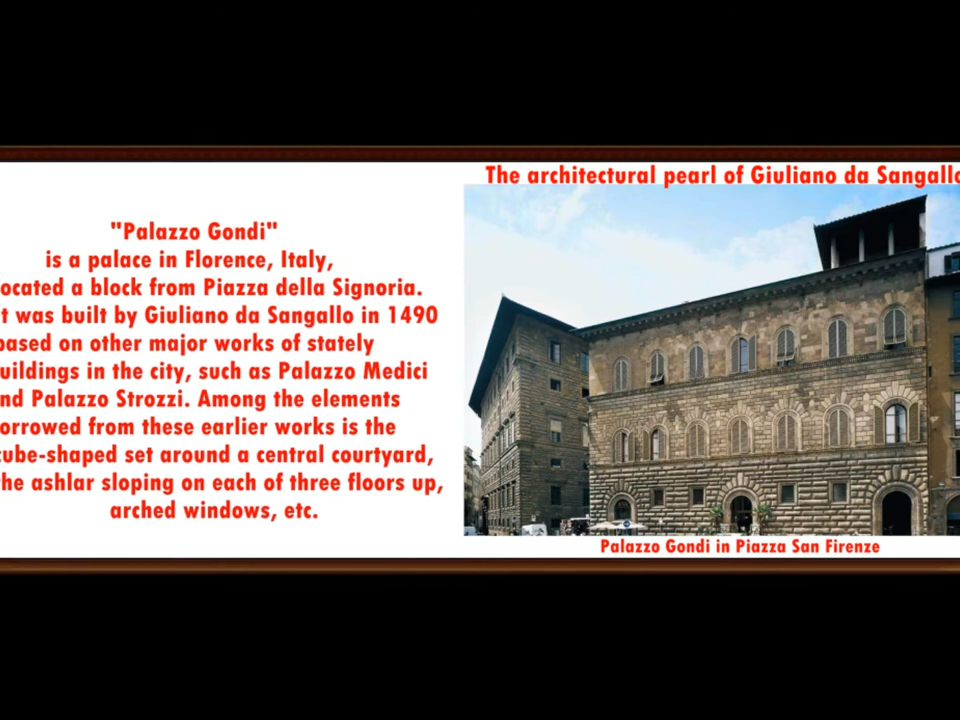 The architectural pearl of Giuliano da Sangallo
"Palazzo Gondi"
is a palace in Florence, Italy,
ocated a block from Piazza della Signoria.
t was built by Giuliano da Sangallo in 1490
based on other major works of stately
uildings in the city, such as Palazzo Medici
nd Palazzo Strozzi. Among the elements
orrowed from these earlier works is the
cube-shaped set around a central courtyard,
the ashlar sloping on each of three floors up,
arched windows, etc.
Palazzo Gondi in Piazza San Firenze